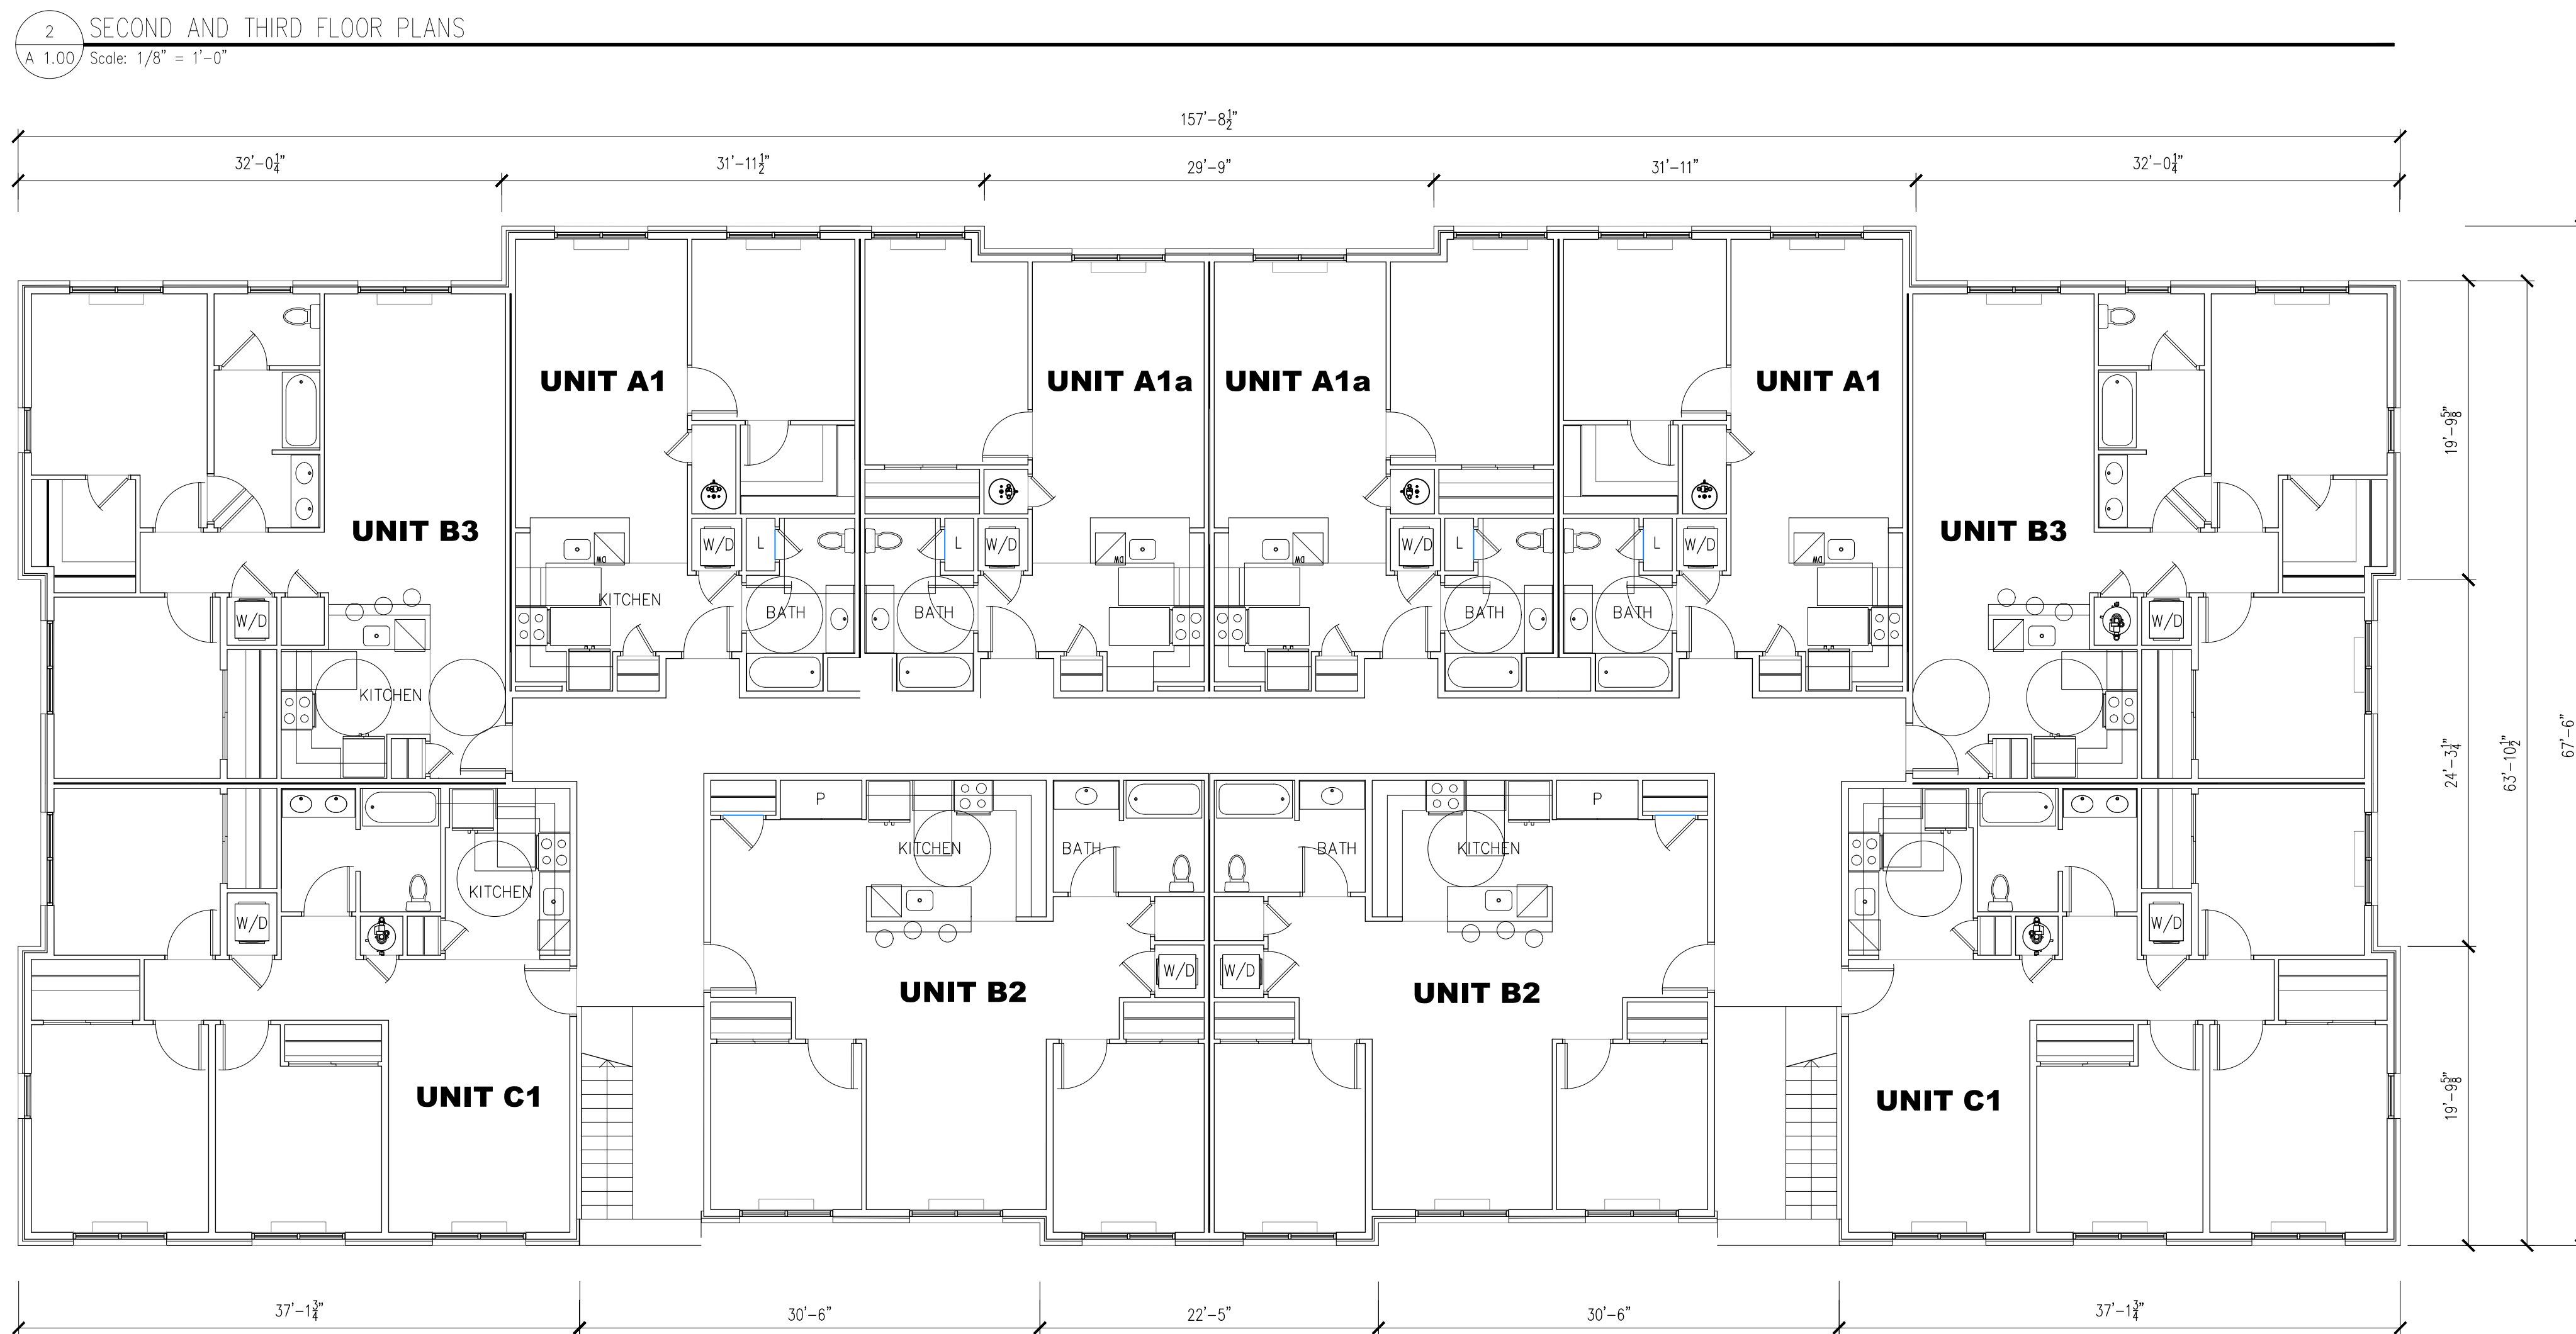 2
SECOND AND THIRD FLOOR PLANS
A 1.00
Scale: 1/8" = 1'-0"
157'-8½"
32'-0¼"
31'-11½"
29'-9"
31'-11"
32'-0¼"
UNIT A1
UNIT A1a
UNIT A1a
UNIT A1
19'-9⅝"
UNIT B3
UNIT B3
W/D
L
L
W/D
W/D
L
L
W/D
DW
DW
DW
DW
KITCHEN
BATH
BATH
BATH
BATH
W/D
W/D
KITCHEN
24'-3¼"
63'-10½"
67'-6"
P
P
KITCHEN
BATH
BATH
KITCHEN
KITCHEN
W/D
W/D
W/D
W/D
UNIT B2
UNIT B2
UNIT C1
UNIT C1
19'-9⅝"
37'-1¾"
30'-6"
22'-5"
30'-6"
37'-1¾"